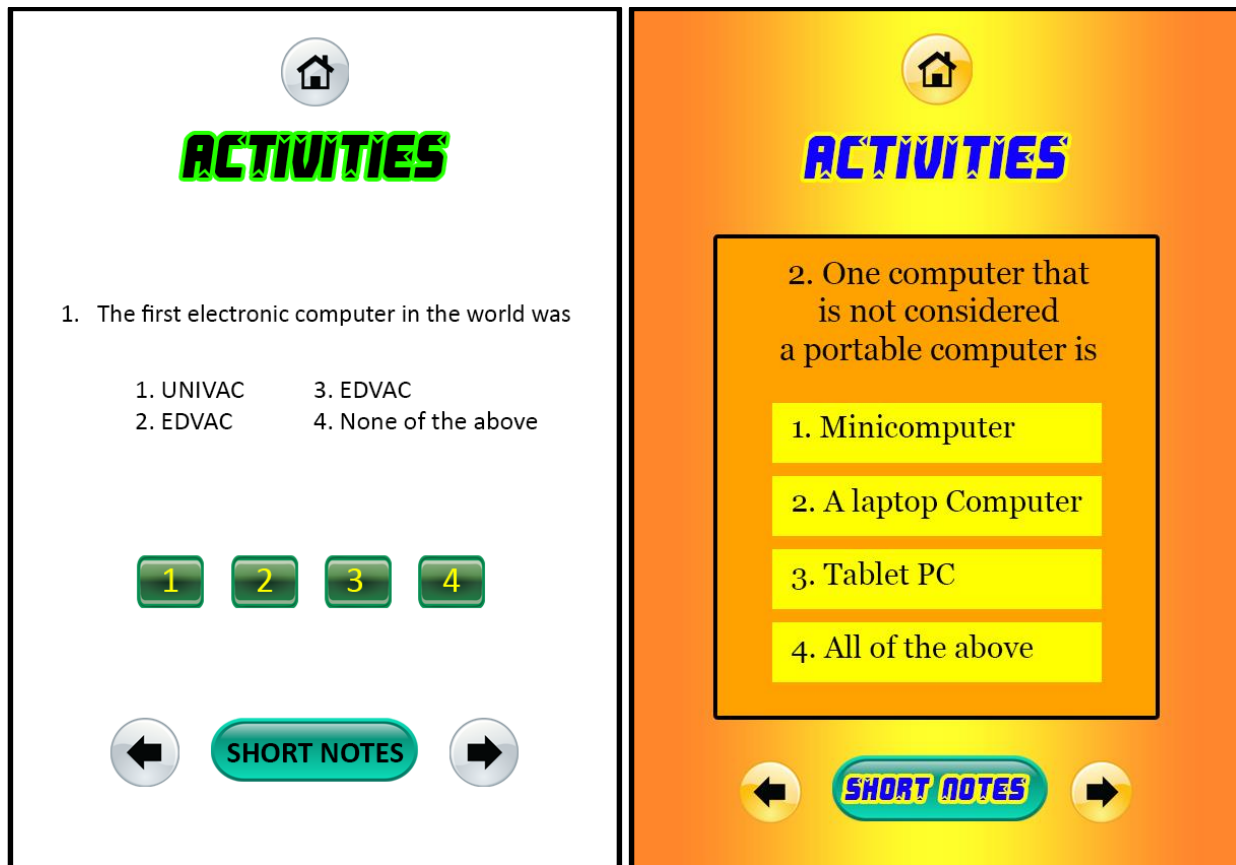 ACTIVITIES
1. The first electronic computer in the world was
1. UNIVAC 3. EDVAC
2. EDVAC 4. None of the above
1 2 3 4
SHORT NOTES
ACTIVITIES
2. One computer that
is not considered
a portable computer is
1. Minicomputer
2. A laptop Computer
3. Tablet PC
4. All of the above
SHORT NOTES